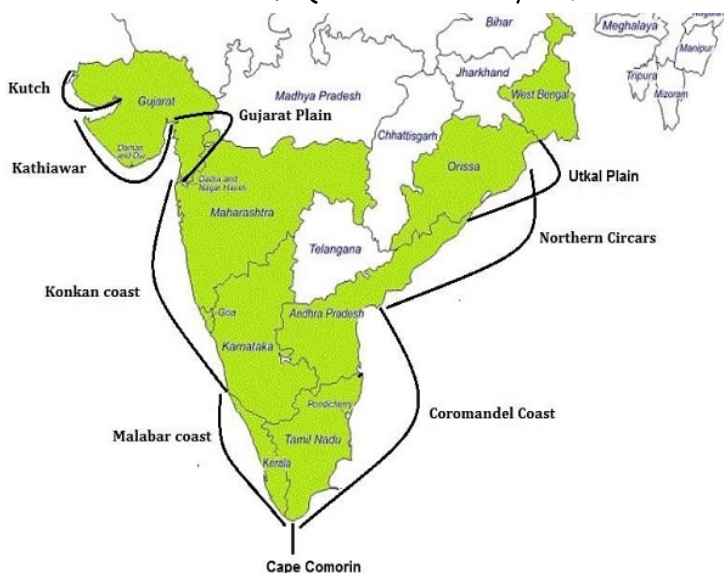 Bihar
Meghalaya
Manipur
Jharkhand
Tripura
Mizoram
Kutch
Gujarat
Madhya Pradesh
West Bengal
Gujarat Plain
Chhattisgarh
Daman
and Diu
Kathiawar
Orissa
Utkal Plain
Dadra and
Nagar Haveli
Maharashtra
Telangana
Northern Circars
Konkan coast
Goa
Andhra Pradesh
Karnataka
Pondicherry
Coromandel Coast
Malabar coast
Tamil Nadu
Kerala
Cape Comorin